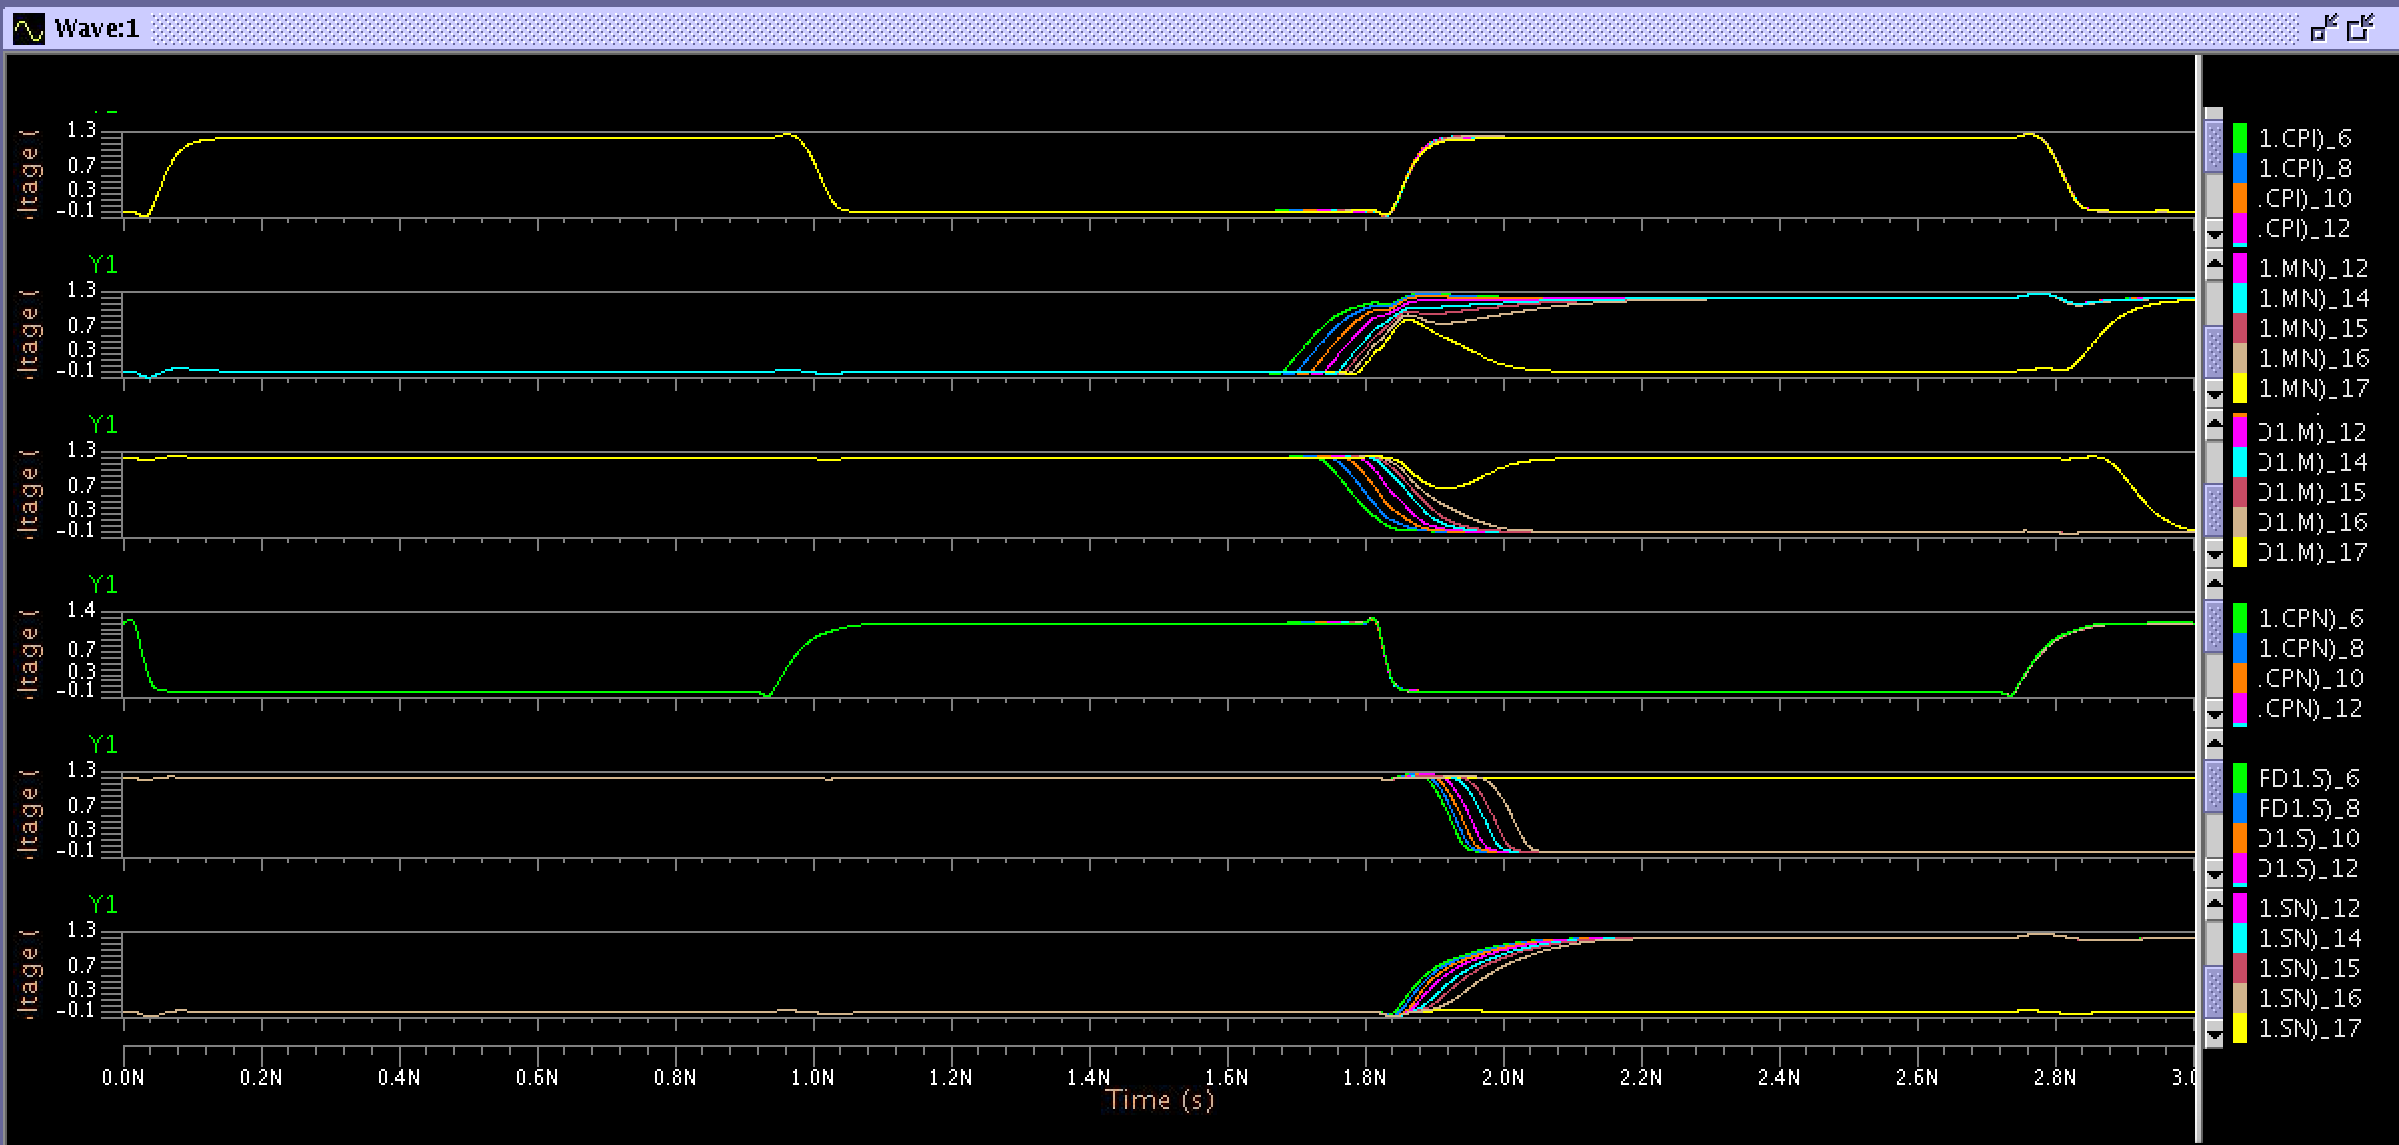 Wave:1
1.3
0.7
0.3
-0.1
1.CPI)_6
1.CPI)_8
.CPI)_10
.CPI)_12
Y1
1.3
0.7
0.3
-0.1
1.MN)_12
1.MN)_14
1.MN)_15
1.MN)_16
1.MN)_17
Y1
1.3
0.7
0.3
-0.1
D1.M)_12
D1.M)_14
D1.M)_15
D1.M)_16
D1.M)_17
Y1
1.4
0.7
0.3
-0.1
1.CPN)_6
1.CPN)_8
.CPN)_10
.CPN)_12
Y1
1.3
0.7
0.3
-0.1
FD1.S)_6
FD1.S)_8
D1.S)_10
D1.S)_12
Y1
1.3
0.7
0.3
-0.1
1.SN)_12
1.SN)_14
1.SN)_15
1.SN)_16
1.SN)_17
0.0N 0.2N 0.4N 0.6N 0.8N 1.0N 1.2N 1.4N 1.6N 1.8N 2.0N 2.2N 2.4N 2.6N 2.8N 3.0
Time (s)